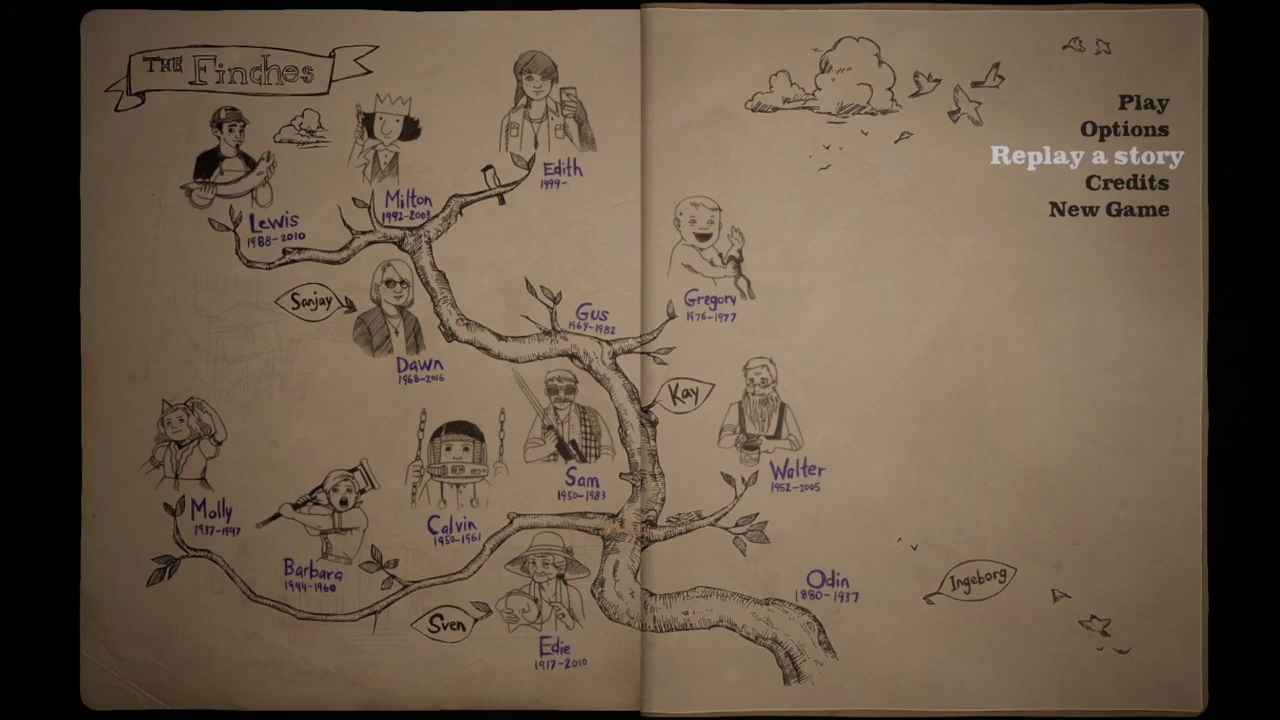 THE Finches
Play
Options
Replay a story
Credits
New Game
Edith
1999-
Milton
1992-2003
Lewis
1988-2010
Sanjay
Dawn
1968-2016
Gus
1969-1982
Gregory
1976-1977
Kay
Walter
1952-2005
Sam
1950-1983
Calvin
1950-1961
Molly
1937-1947
Barbara
1944-1960
Sven
Edie
1917-2010
Odin
1880-1937
Ingeborg